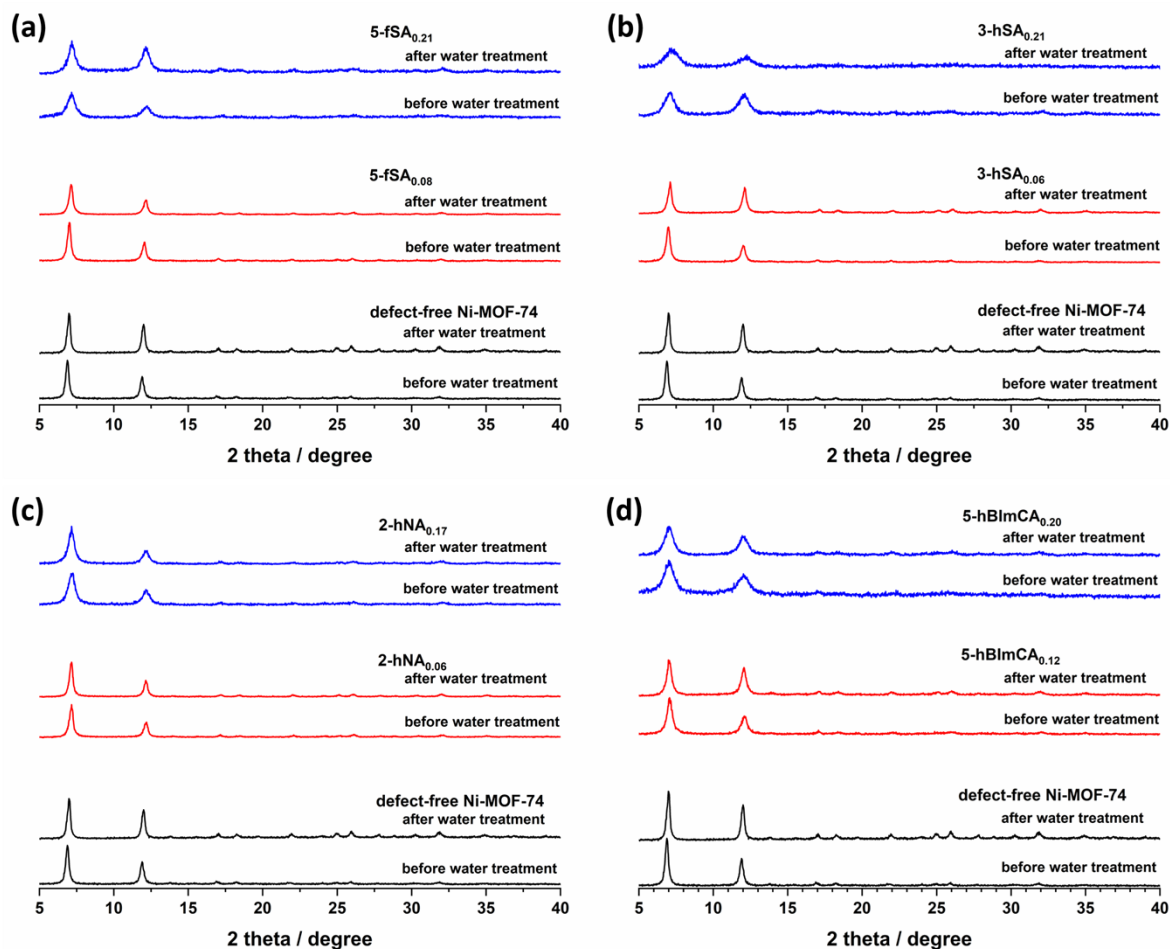 (a)
5-fSA0.21
after water treatment
before water treatment
5-fSA0.08
after water treatment
before water treatment
defect-free Ni-MOF-74
after water treatment
before water treatment
5 10 15 20 25 30 35 40
2 theta / degree
(b)
3-hSA0.21
after water treatment
before water treatment
3-hSA0.06
after water treatment
before water treatment
defect-free Ni-MOF-74
after water treatment
before water treatment
5 10 15 20 25 30 35 40
2 theta / degree
(c)
2-hNA0.17
after water treatment
before water treatment
2-hNA0.06
after water treatment
before water treatment
defect-free Ni-MOF-74
after water treatment
before water treatment
5 10 15 20 25 30 35 40
2 theta / degree
(d)
5-hBImCA0.20
after water treatment
before water treatment
5-hBImCA0.12
after water treatment
before water treatment
defect-free Ni-MOF-74
after water treatment
before water treatment
5 10 15 20 25 30 35 40
2 theta / degree